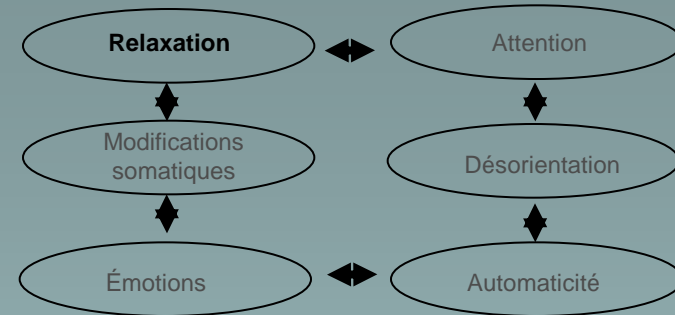 Relaxation
Attention
Modifications
somatiques
Désorientation
Émotions
Automaticité